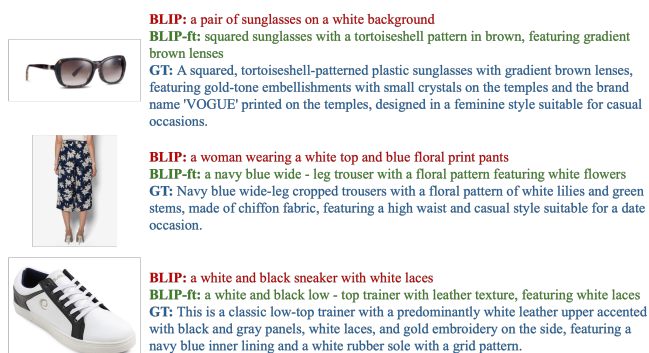 BLIP: a pair of sunglasses on a white background
BLIP-ft: squared sunglasses with a tortoiseshell pattern in brown, featuring gradient
brown lenses
GT: A squared, tortoiseshell-patterned plastic sunglasses with gradient brown lenses,
featuring gold-tone embellishments with small crystals on the temples and the brand
name 'VOGUE' printed on the temples, designed in a feminine style suitable for casual
occasions.
BLIP: a woman wearing a white top and blue floral print pants
BLIP-ft: a navy blue wide - leg trouser with a floral pattern featuring white flowers
GT: Navy blue wide-leg cropped trousers with a floral pattern of white lilies and green
stems, made of chiffon fabric, featuring a high waist and casual style suitable for a date
occasion.
BLIP: a white and black sneaker with white laces
BLIP-ft: a white and black low - top trainer with leather texture, featuring white laces
GT: This is a classic low-top trainer with a predominantly white leather upper accented
with black and gray panels, white laces, and gold embroidery on the side, featuring a
navy blue inner lining and a white rubber sole with a grid pattern.